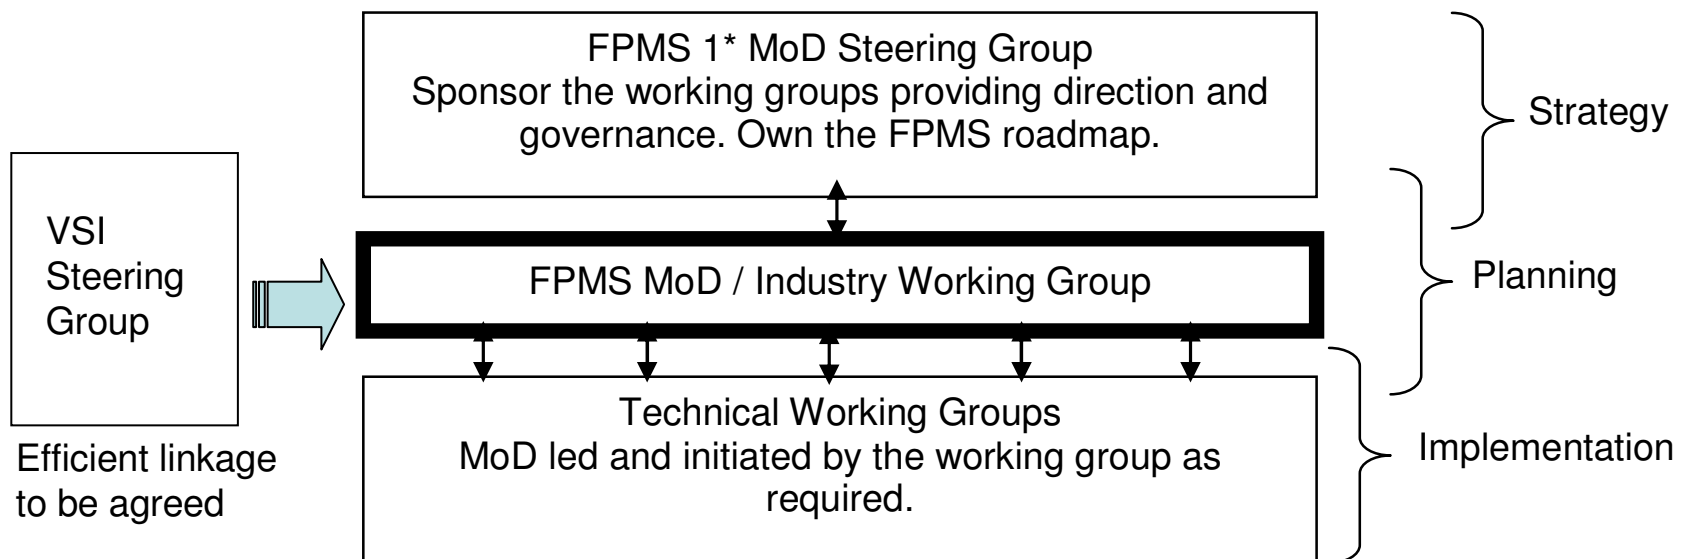 FPMS 1* MoD Steering Group
Sponsor the working groups providing direction and
governance. Own the FPMS roadmap.
Strategy
VSI
Steering
Group
FPMS MoD / Industry Working Group
Planning
Technical Working Groups
MoD led and initiated by the working group as
required.
Implementation
Efficient linkage
to be agreed